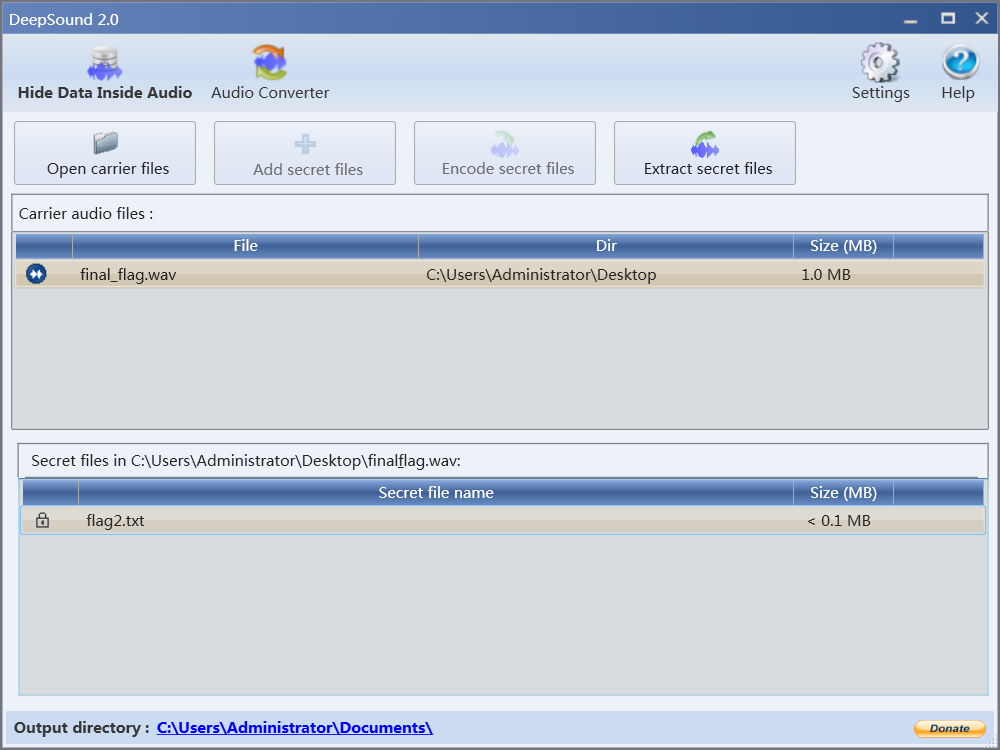 DeepSound 2.0
Hide Data Inside Audio Audio Converter Settings Help
Open carrier files Add secret files Encode secret files Extract secret files
Carrier audio files :
File Dir Size (MB)
final_flag.wav C:\Users\Administrator\Desktop 1.0 MB
Secret files in C:\Users\Administrator\Desktop\finalflag.wav:
Secret file name Size (MB)
flag2.txt < 0.1 MB
Output directory : C:\Users\Administrator\Documents\ Donate